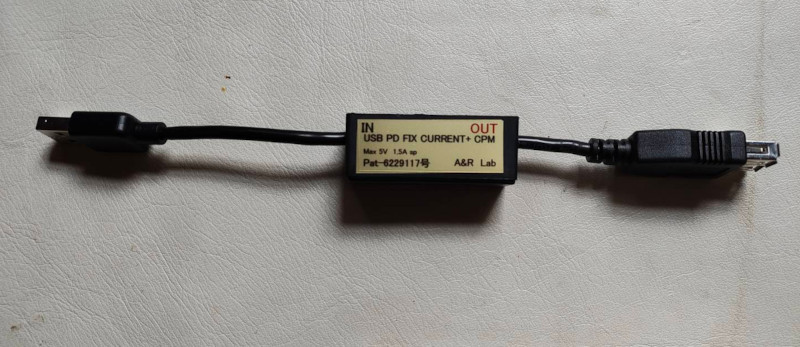 IN OUT
USB PD FIX CURRENT+ CPM
Max 5V 1.5A sp
Pat-6229117号 A&R Lab